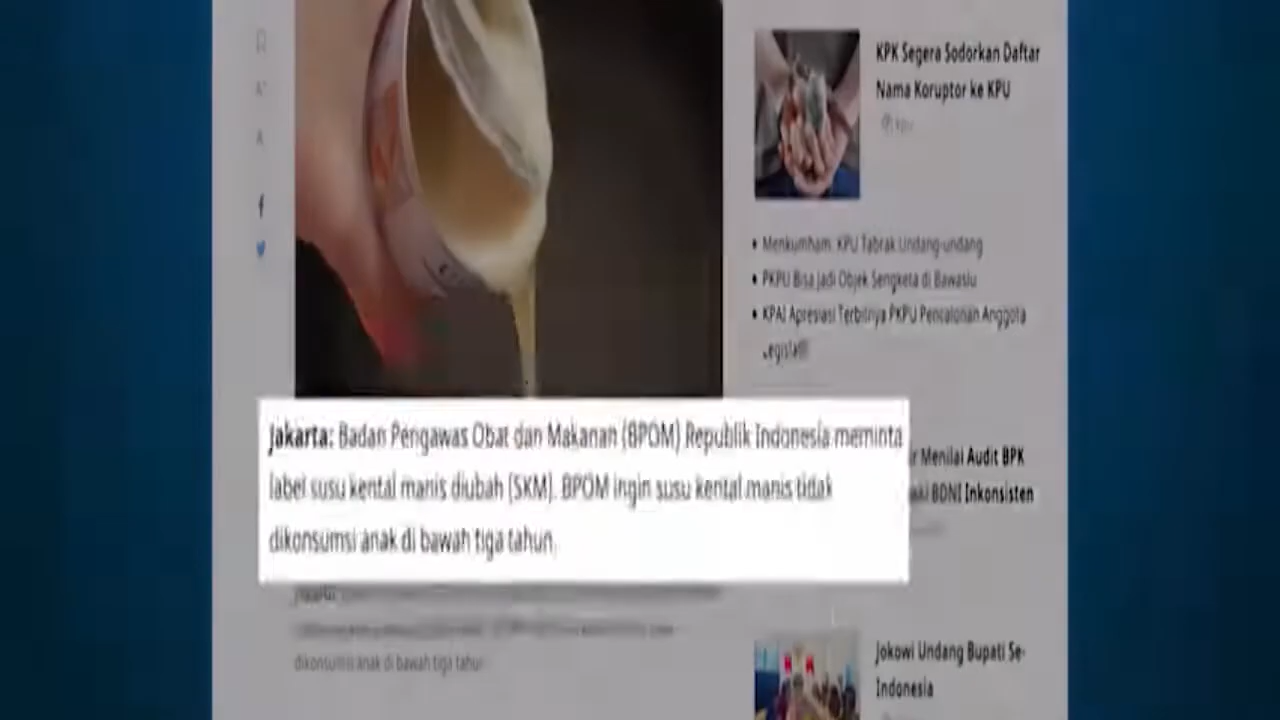 KPK Segera Sodorkan Daftar
Nama Koruptor ke KPU
kpu
• Menkumham: KPU Tabrak Undang-undang
• PKPU Bisa Jadi Objek Sengketa di Bawaslu
• KPAI Apresiasi Terbitnya PKPU Pencalonan Anggota
Legislatif
Jakarta: Badan Pengawas Obat dan Makanan (BPOM) Republik Indonesia meminta
label susu kental manis diubah (SKM). BPOM ingin susu kental manis tidak
dikonsumsi anak di bawah tiga tahun.
Menilai Audit BPK
BDNI Inkonsisten
dikonsumsi anak di bawah tiga tahun
Jokowi Undang Bupati Se-
Indonesia